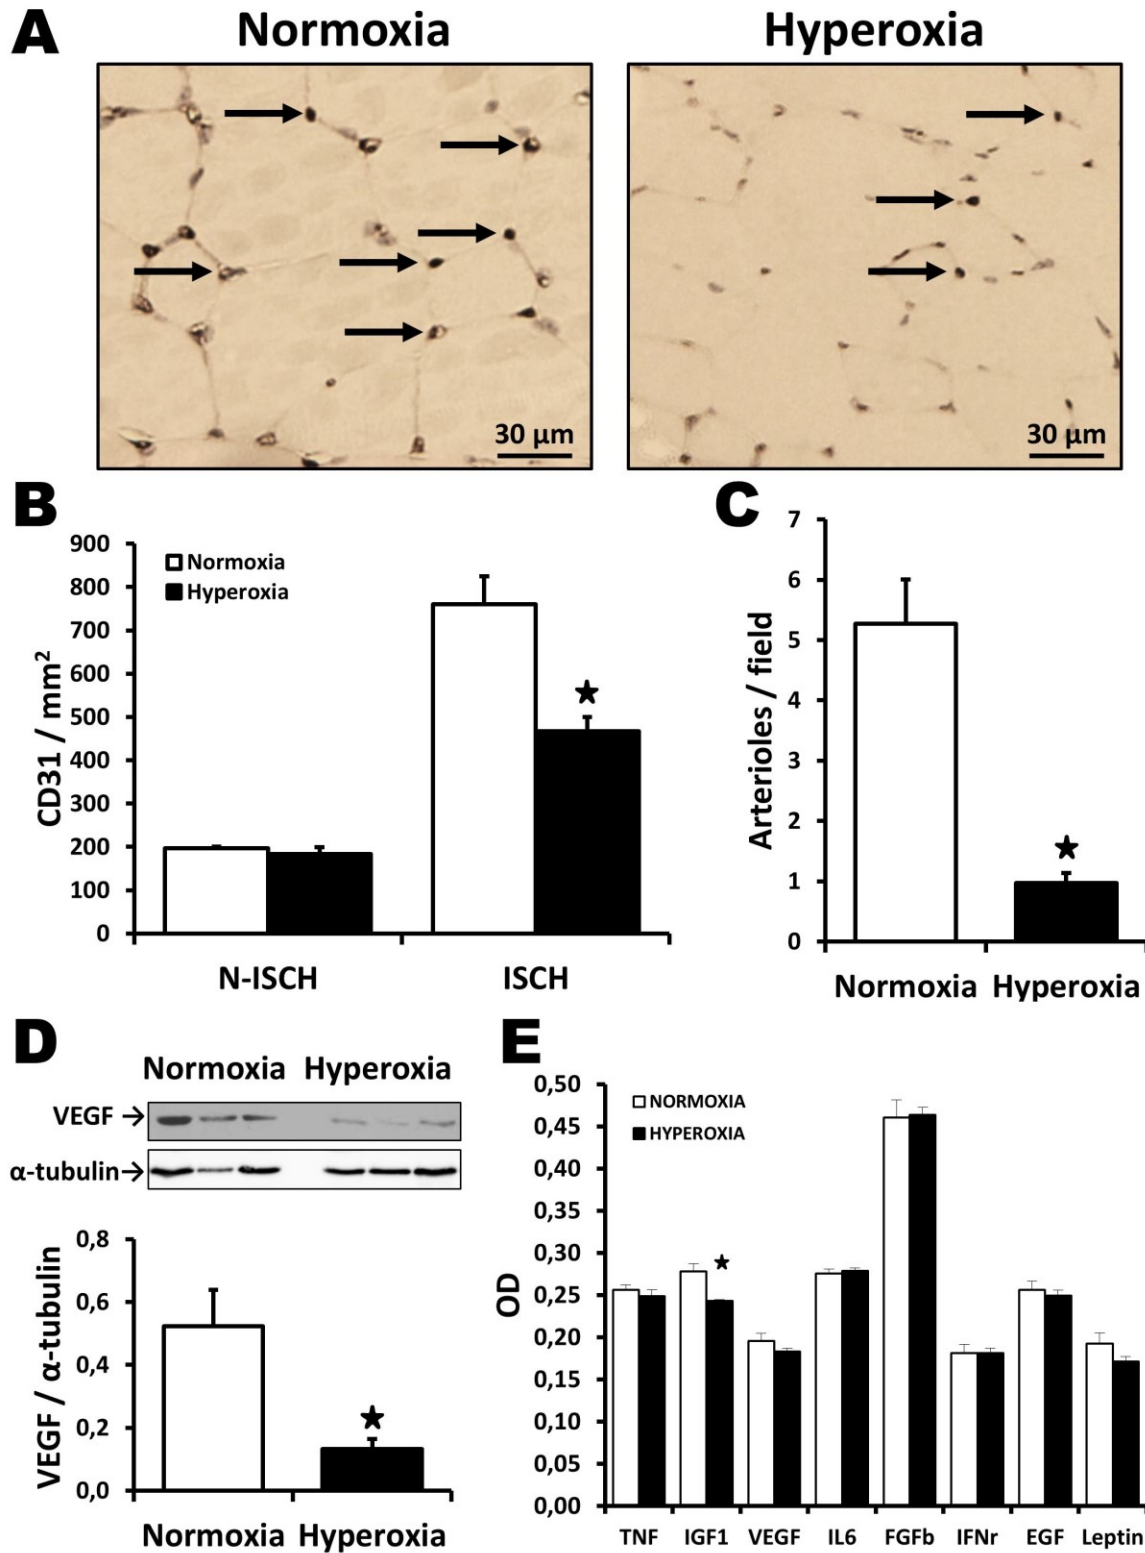 A
Normoxia
Hyperoxia
30 µm
30 µm
B
900
800
700
600
500
400
300
200
100
0
CD31 / mm²
Normoxia
Hyperoxia
★
N-ISCH
ISCH
C
7
6
5
4
3
2
1
0
Arterioles / field
★
Normoxia
Hyperoxia
D
Normoxia Hyperoxia
VEGF→
α-tubulin→
0,8
0,6
0,4
0,2
0,0
VEGF / α-tubulin
★
Normoxia
Hyperoxia
E
0,50
0,45
0,40
0,35
0,30
0,25
0,20
0,15
0,10
0,05
0,00
OD
NORMOXIA
HYPEROXIA
★
TNF IGF1 VEGF IL6 FGFb IFNr EGF Leptin